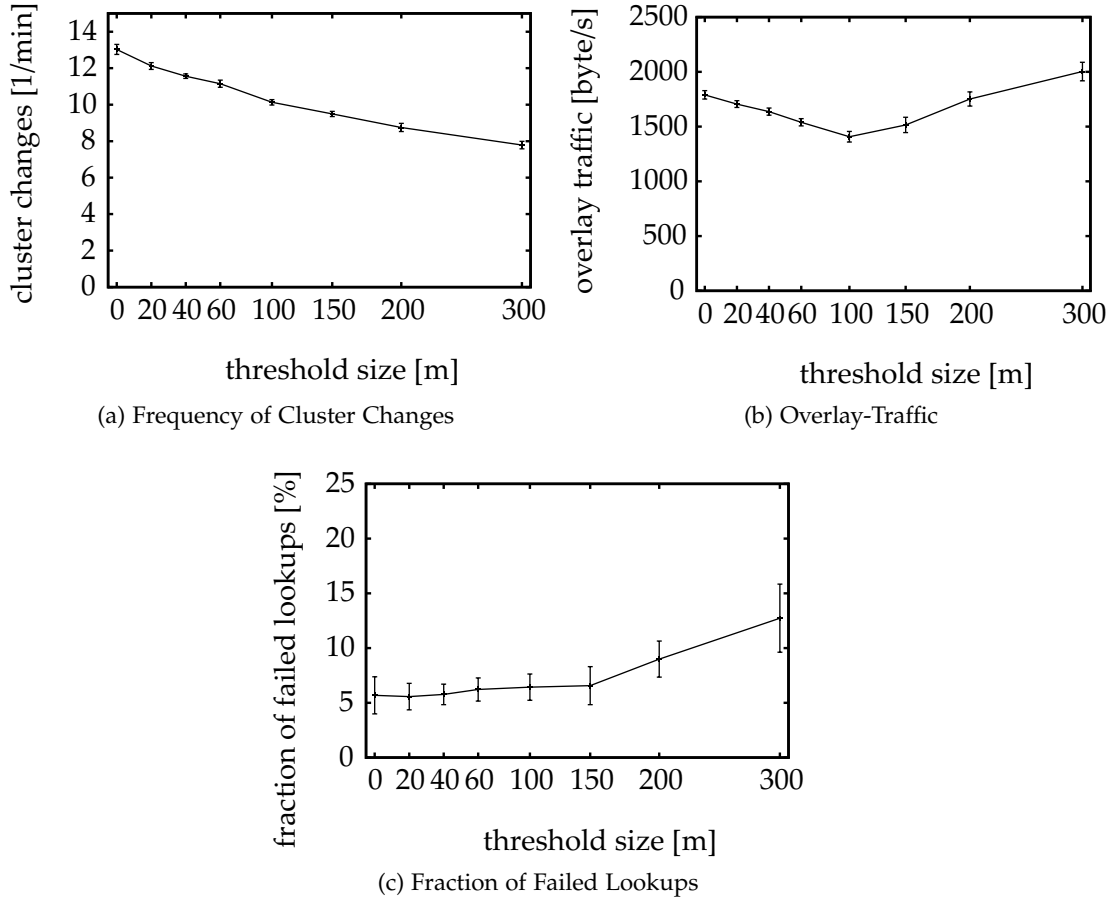 cluster changes [1/min]
14
12
10
8
6
4
2
0
0 20 40 60 100 150 200 300
threshold size [m]
(a) Frequency of Cluster Changes
overlay traffic [byte/s]
2500
2000
1500
1000
500
0
0 20 40 60 100 150 200 300
threshold size [m]
(b) Overlay-Traffic
fraction of failed lookups [%]
25
20
15
10
5
0
0 20 40 60 100 150 200 300
threshold size [m]
(c) Fraction of Failed Lookups